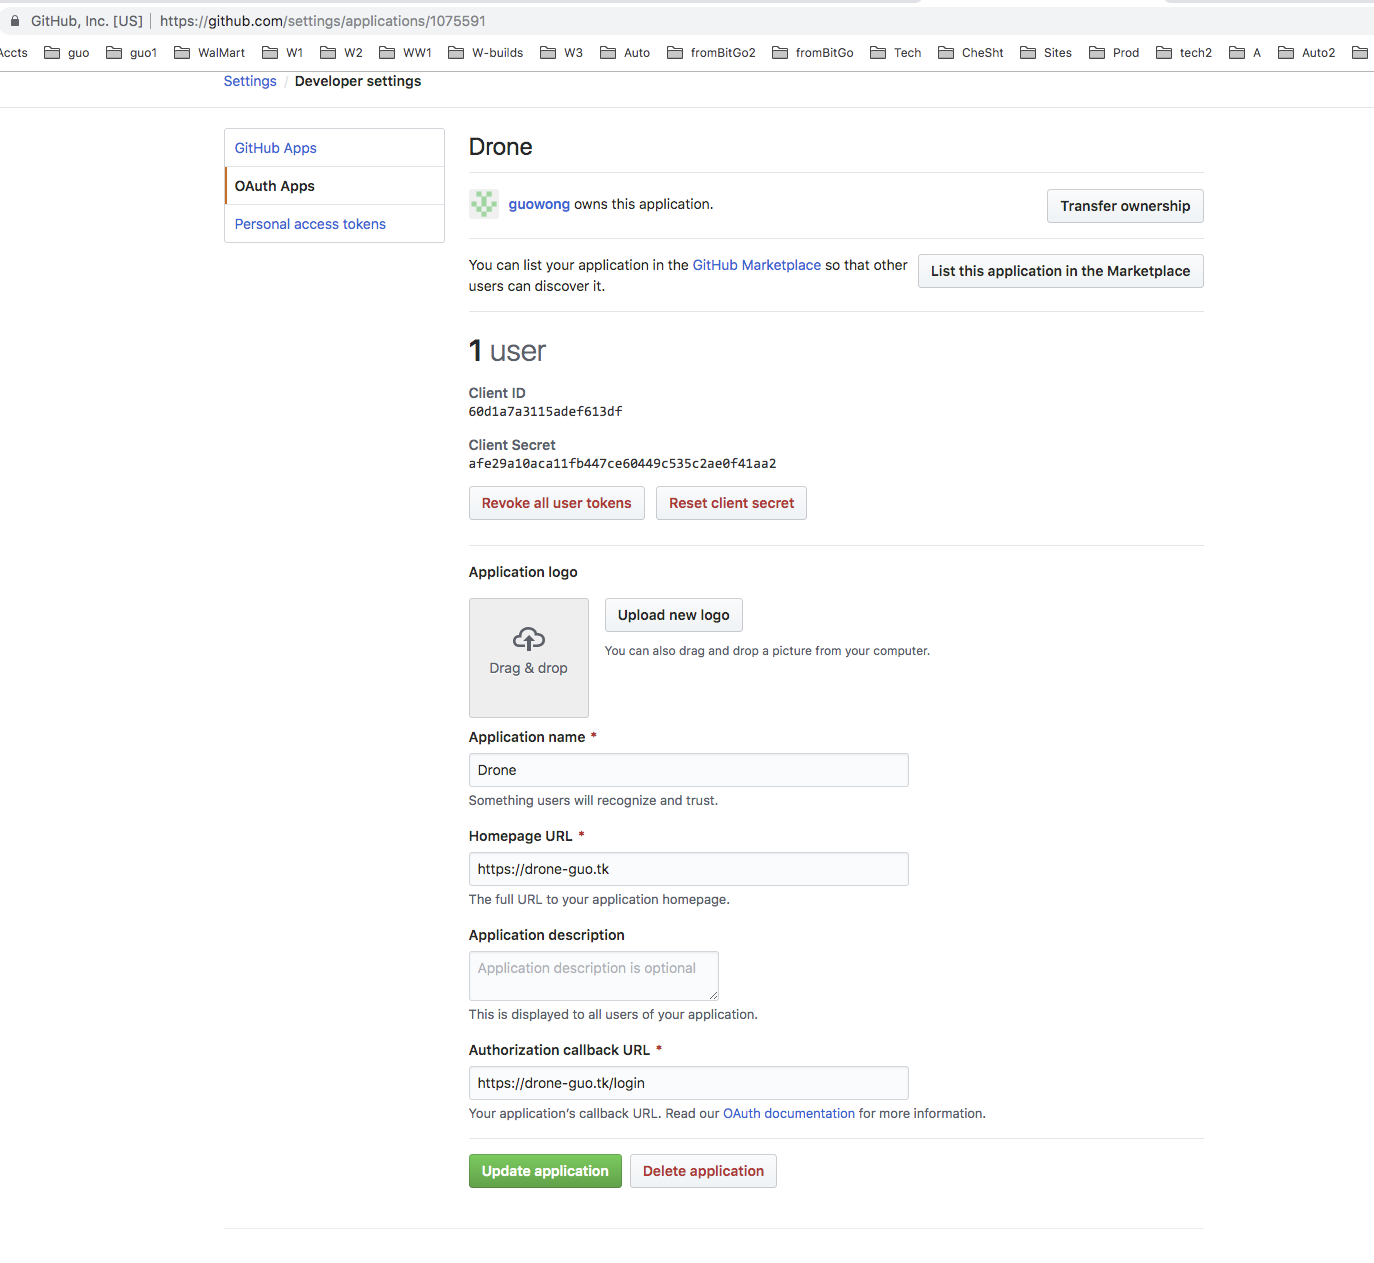 GitHub, Inc. [US] | https://github.com/settings/applications/1075591
Accts guo guo1 WalMart W1 W2 WW1 W-builds W3 Auto fromBitGo2 fromBitGo Tech CheSht Sites Prod tech2 A Auto2
Settings / Developer settings
GitHub Apps
OAuth Apps
Personal access tokens
Drone
guowong owns this application.
Transfer ownership
You can list your application in the GitHub Marketplace so that other
users can discover it.
List this application in the Marketplace
1 user
Client ID
60d1a7a3115adef613df
Client Secret
afe29a10aca11fb447ce60449c535c2ae0f41aa2
Revoke all user tokens
Reset client secret
Application logo
Drag & drop
Upload new logo
You can also drag and drop a picture from your computer.
Application name *
Drone
Something users will recognize and trust.
Homepage URL *
https://drone-guo.tk
The full URL to your application homepage.
Application description
Application description is optional
This is displayed to all users of your application.
Authorization callback URL *
https://drone-guo.tk/login
Your application's callback URL. Read our OAuth documentation for more information.
Update application
Delete application